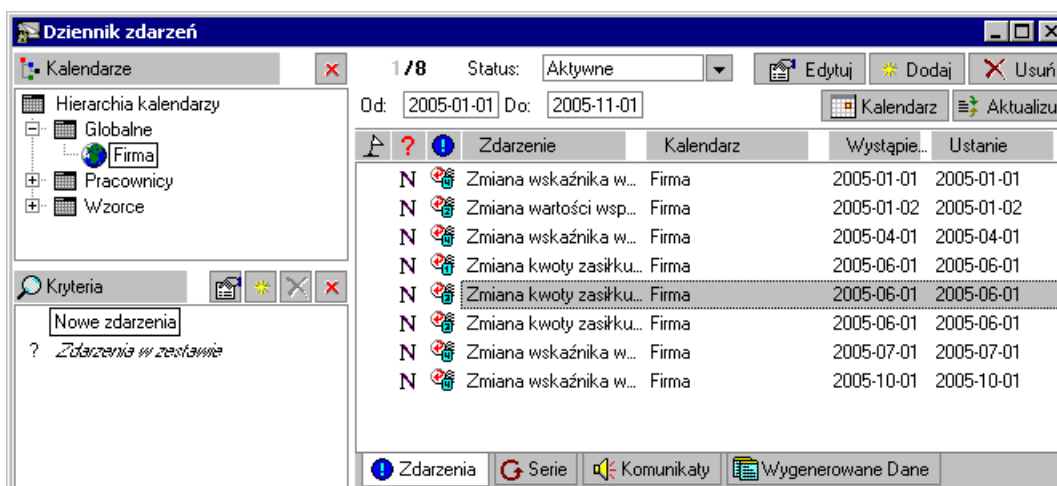 Dziennik zdarzeń
Kalendarze
Hierarchia kalendarzy
Globalne
Firma
Pracownicy
Wzorce
Kryteria
Nowe zdarzenia
? Zdarzenia w zestawie
1/8 Status: Aktywne Edytuj Dodaj Usuń
Od: 2005-01-01 Do: 2005-11-01 Kalendarz Aktualizu
? ! Zdarzenie Kalendarz Wystąpie... Ustanie
N Zmiana wskaźnika w... Firma 2005-01-01 2005-01-01
N Zmiana wartości wsp... Firma 2005-01-02 2005-01-02
N Zmiana wskaźnika w... Firma 2005-04-01 2005-04-01
N Zmiana kwoty zasiłku... Firma 2005-06-01 2005-06-01
N Zmiana kwoty zasiłku... Firma 2005-06-01 2005-06-01
N Zmiana kwoty zasiłku... Firma 2005-06-01 2005-06-01
N Zmiana wskaźnika w... Firma 2005-07-01 2005-07-01
N Zmiana wskaźnika w... Firma 2005-10-01 2005-10-01
Zdarzenia Serie Komunikaty Wygenerowane Dane